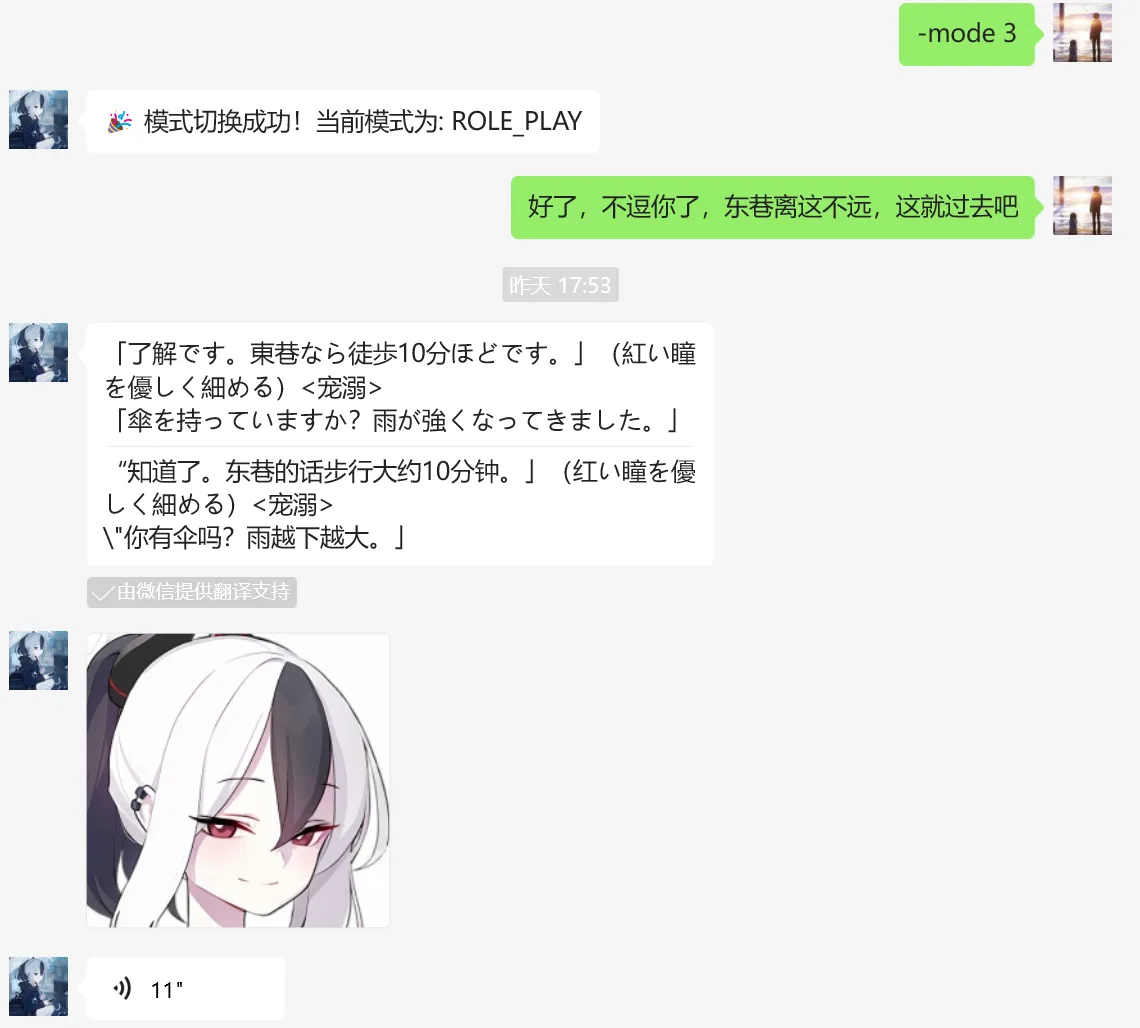 -mode 3
🎉 模式切换成功！当前模式为: ROLE_PLAY
好了，不逗你了，东巷离这不远，这就过去吧
昨天 17:53
「了解です。東巷なら徒歩10分ほどです。」（紅い瞳
を優しく細める）<宠溺>
「傘を持っていますか？雨が強くなってきました。」
“知道了。东巷的话步行大约10分钟。」（红い瞳を優
しく細める）<宠溺>
\"你有伞吗？雨越下越大。」
由微信提供翻译支持
11"